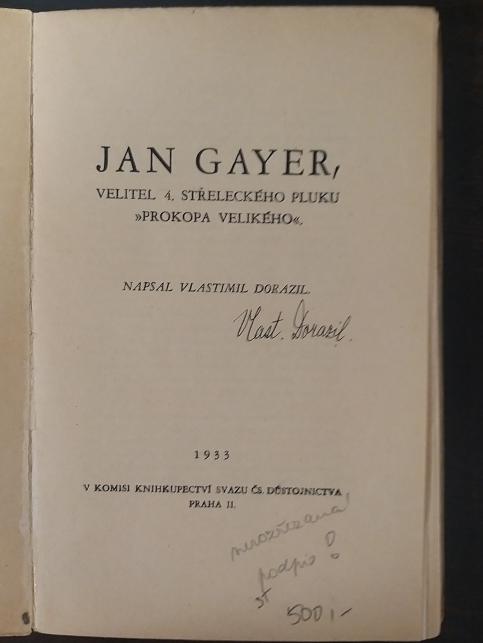 JAN GAYER,
VELITEL 4. STŘELECKÉHO PLUKU
»PROKOPA VELIKÉHO«.
NAPSAL VLASTIMIL DORAZIL.
Vlast. Dorazil.
1933
V KOMISI KNIHKUPECTVÍ SVAZU ČS. DŮSTOJNICTVA
PRAHA II.
nerozřezaná!
podpis!
500,-